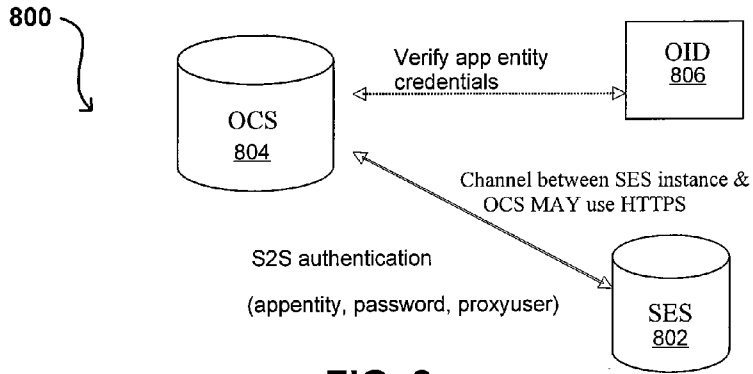 800
Verify app entity
credentials
OID
806
OCS
804
Channel between SES instance &
OCS MAY use HTTPS
S2S authentication
(appentity, password, proxyuser)
SES
802